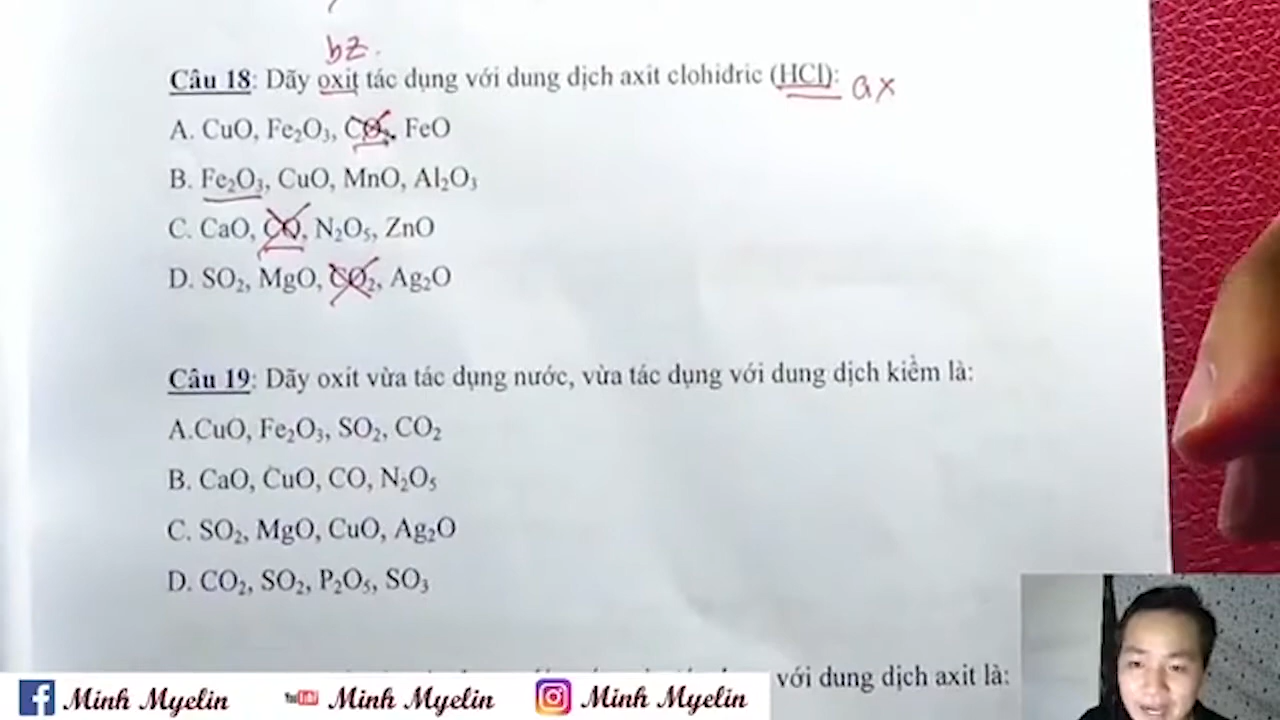 bz.
Câu 18: Dãy oxit tác dụng với dung dịch axit clohiđric (HCl): ax
A. CuO, Fe₂O₃, CO₂, FeO
B. Fe₂O₃, CuO, MnO, Al₂O₃
C. CaO, CO, N₂O₅, ZnO
D. SO₂, MgO, CO₂, Ag₂O
Câu 19: Dãy oxit vừa tác dụng nước, vừa tác dụng với dung dịch kiềm là:
A.CuO, Fe₂O₃, SO₂, CO₂
B. CaO, CuO, CO, N₂O₅
C. SO₂, MgO, CuO, Ag₂O
D. CO₂, SO₂, P₂O₅, SO₃
với dung dịch axit là:
Minh Myelin YouTube Minh Myelin Minh Myelin